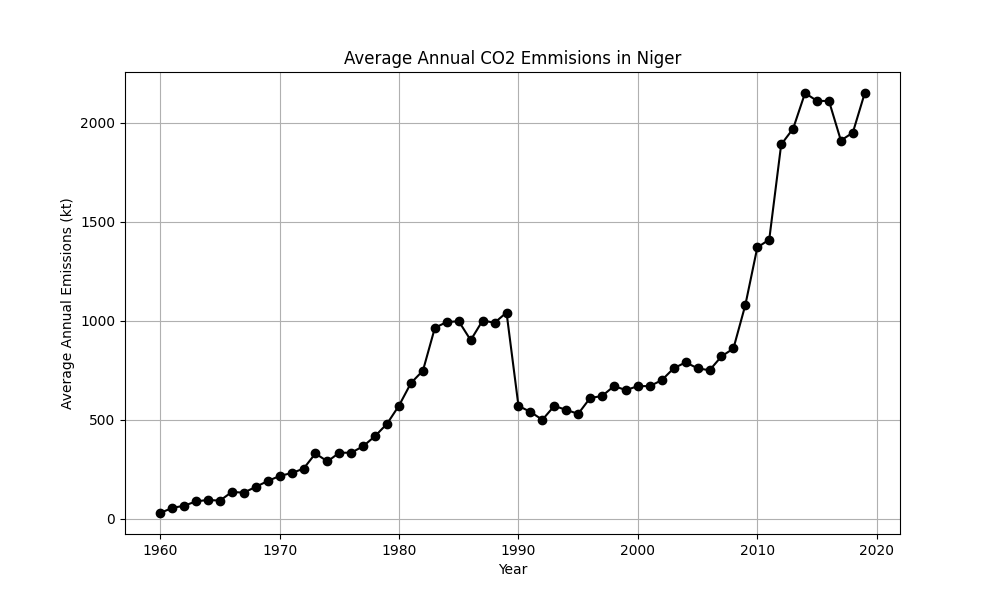 Average Annual CO2 Emmisions in Niger
Average Annual Emissions (kt)
2000
1500
1000
500
0
1960 1970 1980 1990 2000 2010 2020
Year